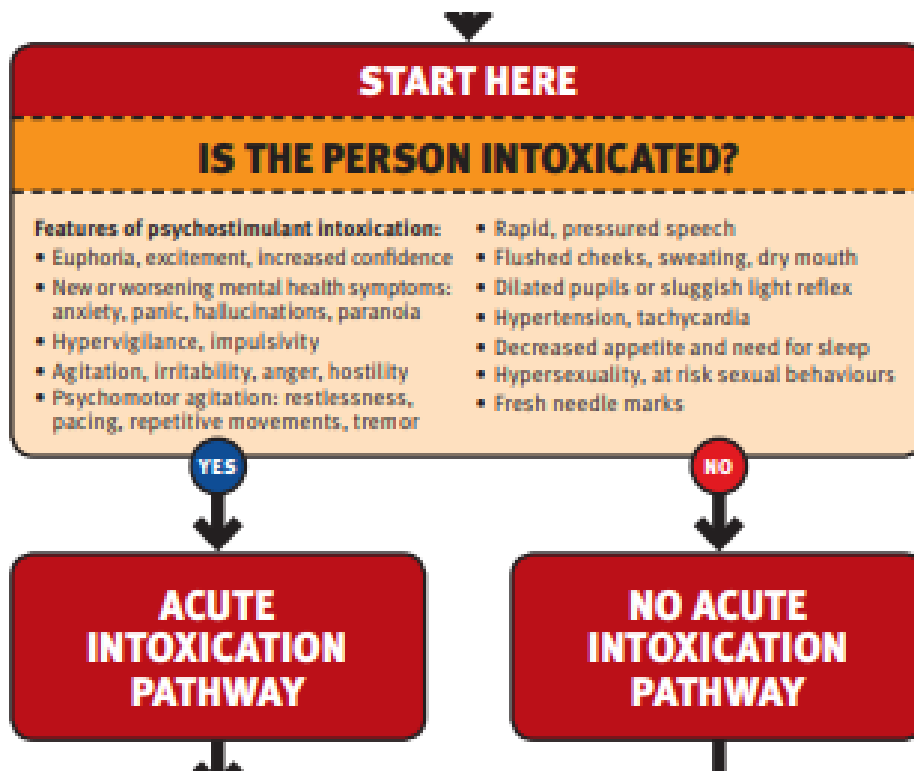 START HERE
IS THE PERSON INTOXICATED?
Features of psychostimulant intoxication:
• Euphoria, excitement, increased confidence
• New or worsening mental health symptoms:
anxiety, panic, hallucinations, paranoia
• Hypervigilance, impulsivity
• Agitation, irritability, anger, hostility
• Psychomotor agitation: restlessness,
pacing, repetitive movements, tremor
• Rapid, pressured speech
• Flushed cheeks, sweating, dry mouth
• Dilated pupils or sluggish light reflex
• Hypertension, tachycardia
• Decreased appetite and need for sleep
• Hypersexuality, at risk sexual behaviours
• Fresh needle marks
YES
NO
ACUTE
INTOXICATION
PATHWAY
NO ACUTE
INTOXICATION
PATHWAY